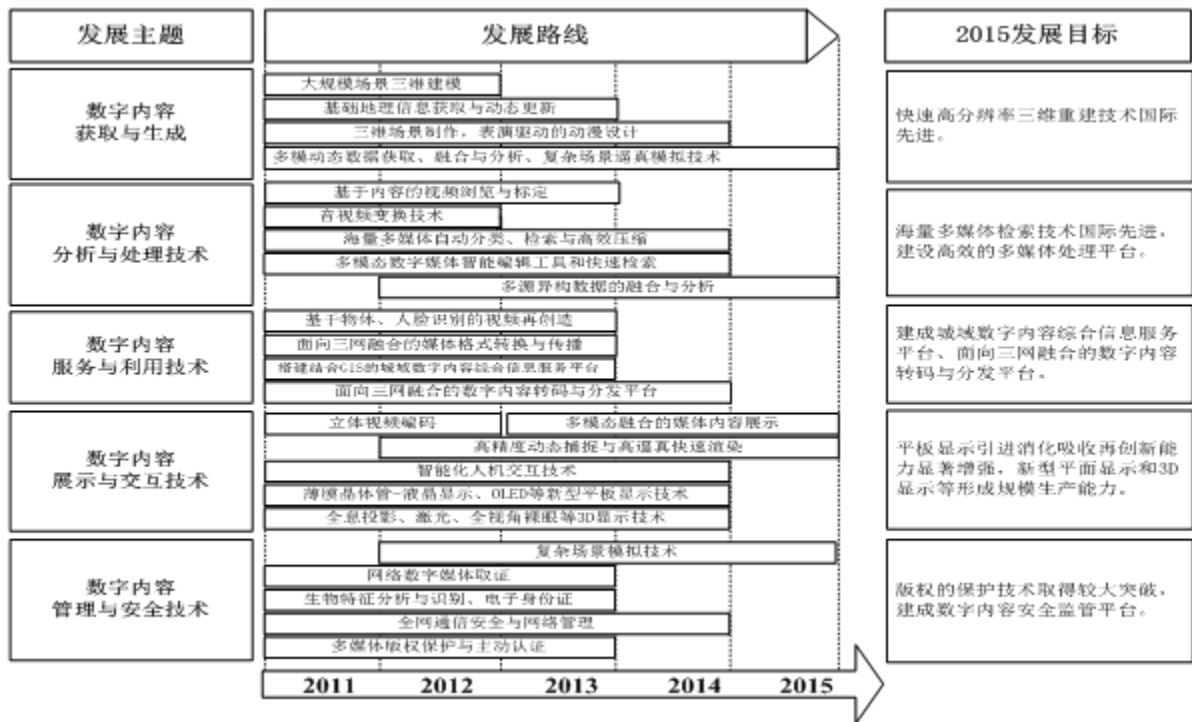 发展主题
发展路线
2015发展目标
数字内容
获取与生成
大规模场景三维建模
基础地理信息获取与动态更新
三维场景制作，表演驱动的动漫设计
多模动态数据获取、融合与分析、复杂场景逼真模拟技术
快速高分辨率三维重建技术国际
先进。
数字内容
分析与处理技术
基于内容的视频浏览与标定
音视频变换技术
海量多媒体自动分类、检索与高效压缩
多模态数字媒体智能编辑工具和快速检索
多源异构数据的融合与分析
海量多媒体检索技术国际先进，
建设高效的多媒体处理平台。
数字内容
服务与利用技术
基于物体、人脸识别的视频再创造
面向三网融合的媒体格式转换与传播
搭建结合GIS的城域数字内容综合信息服务平台
面向三网融合的数字内容转码与分发平台
建成城域数字内容综合信息服务
平台、面向三网融合的数字内容
转码与分发平台。
数字内容
展示与交互技术
立体视频编码
多模态融合的媒体内容展示
高精度动态捕捉与高逼真快速渲染
智能化人机交互技术
薄膜晶体管-液晶显示、OLED等新型平板显示技术
全息投影、激光、全视角裸眼等3D显示技术
平板显示引进消化吸收再创新能
力显著增强，新型平面显示和3D
显示等形成规模生产能力。
数字内容
管理与安全技术
复杂场景模拟技术
网络数字媒体取证
生物特征分析与识别、电子身份证
全网通信安全与网络管理
多媒体版权保护与主动认证
版权的保护技术取得较大突破，
建成数字内容安全监管平台。
2011
2012
2013
2014
2015